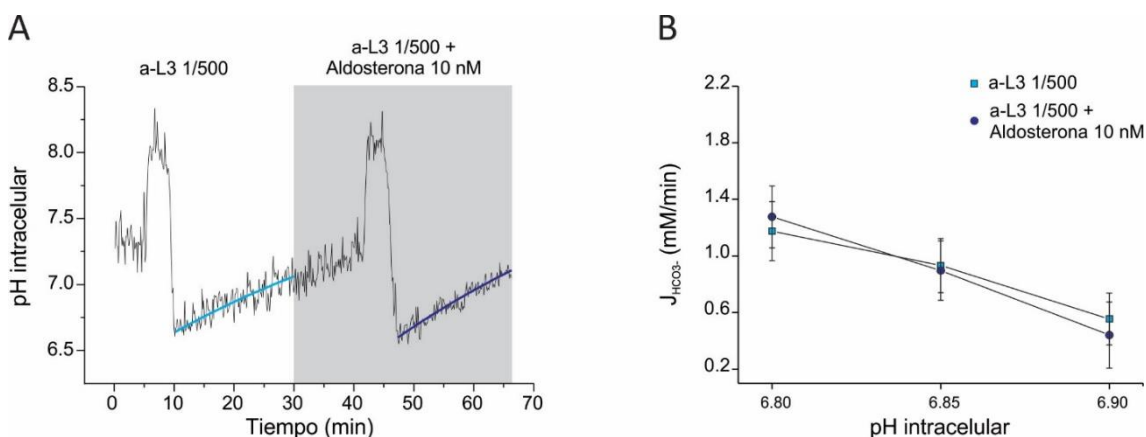 A
a-L3 1/500
a-L3 1/500 +
Aldosterona 10 nM
pH intracelular
8.5
8.0
7.5
7.0
6.5
0 10 20 30 40 50 60 70
Tiempo (min)
B
a-L3 1/500
a-L3 1/500 +
Aldosterona 10 nM
J HCO3- (mM/min)
2.2
1.8
1.4
1.0
0.6
0.2
6.80 6.85 6.90
pH intracelular